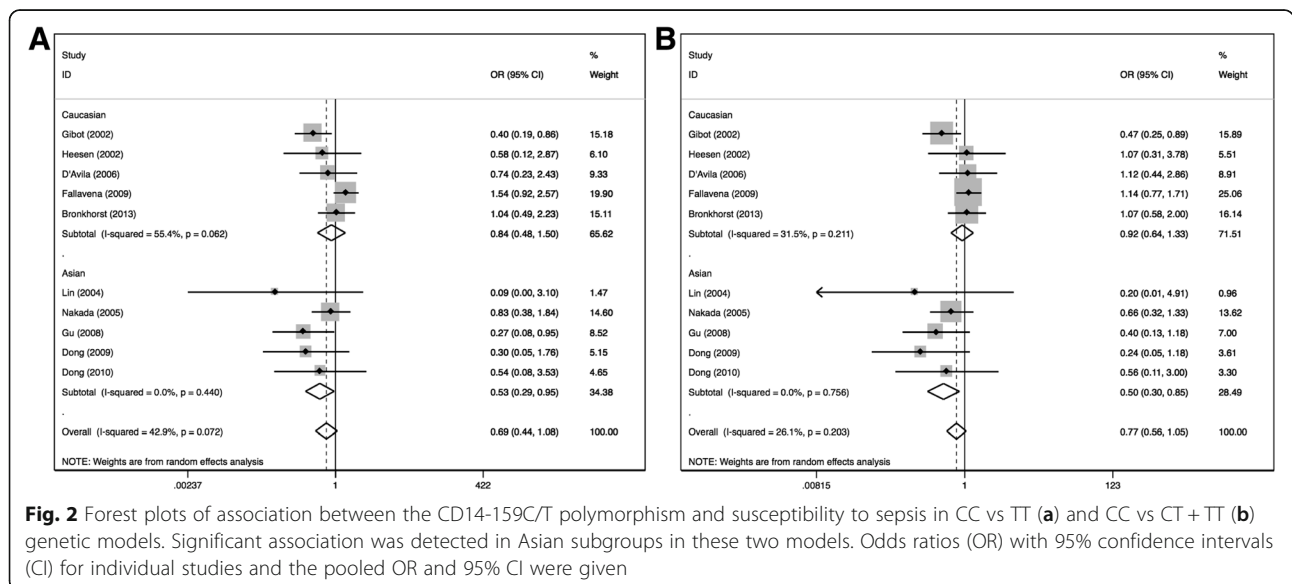 A
Study %
ID OR (95% CI) Weight
Caucasian
Gibot (2002) 0.40 (0.19, 0.86) 15.18
Heesen (2002) 0.58 (0.12, 2.87) 6.10
D'Avila (2006) 0.74 (0.23, 2.43) 9.33
Fallavena (2009) 1.54 (0.92, 2.57) 19.90
Bronkhorst (2013) 1.04 (0.49, 2.23) 15.11
Subtotal (I-squared = 55.4%, p = 0.062) 0.84 (0.48, 1.50) 65.62
.
Asian
Lin (2004) 0.09 (0.00, 3.10) 1.47
Nakada (2005) 0.83 (0.38, 1.84) 14.60
Gu (2008) 0.27 (0.08, 0.95) 8.52
Dong (2009) 0.30 (0.05, 1.76) 5.15
Dong (2010) 0.54 (0.08, 3.53) 4.65
Subtotal (I-squared = 0.0%, p = 0.440) 0.53 (0.29, 0.95) 34.38
.
Overall (I-squared = 42.9%, p = 0.072) 0.69 (0.44, 1.08) 100.00
NOTE: Weights are from random effects analysis
.00237 1 422
B
Study %
ID OR (95% CI) Weight
Caucasian
Gibot (2002) 0.47 (0.25, 0.89) 15.89
Heesen (2002) 1.07 (0.31, 3.78) 5.51
D'Avila (2006) 1.12 (0.44, 2.86) 8.91
Fallavena (2009) 1.14 (0.77, 1.71) 25.06
Bronkhorst (2013) 1.07 (0.58, 2.00) 16.14
Subtotal (I-squared = 31.5%, p = 0.211) 0.92 (0.64, 1.33) 71.51
.
Asian
Lin (2004) 0.20 (0.01, 4.91) 0.96
Nakada (2005) 0.66 (0.32, 1.33) 13.62
Gu (2008) 0.40 (0.13, 1.18) 7.00
Dong (2009) 0.24 (0.05, 1.18) 3.61
Dong (2010) 0.56 (0.11, 3.00) 3.30
Subtotal (I-squared = 0.0%, p = 0.756) 0.50 (0.30, 0.85) 28.49
.
Overall (I-squared = 26.1%, p = 0.203) 0.77 (0.56, 1.05) 100.00
NOTE: Weights are from random effects analysis
.00815 1 123
Fig. 2 Forest plots of association between the CD14-159C/T polymorphism and susceptibility to sepsis in CC vs TT (a) and CC vs CT + TT (b)
genetic models. Significant association was detected in Asian subgroups in these two models. Odds ratios (OR) with 95% confidence intervals
(CI) for individual studies and the pooled OR and 95% CI were given